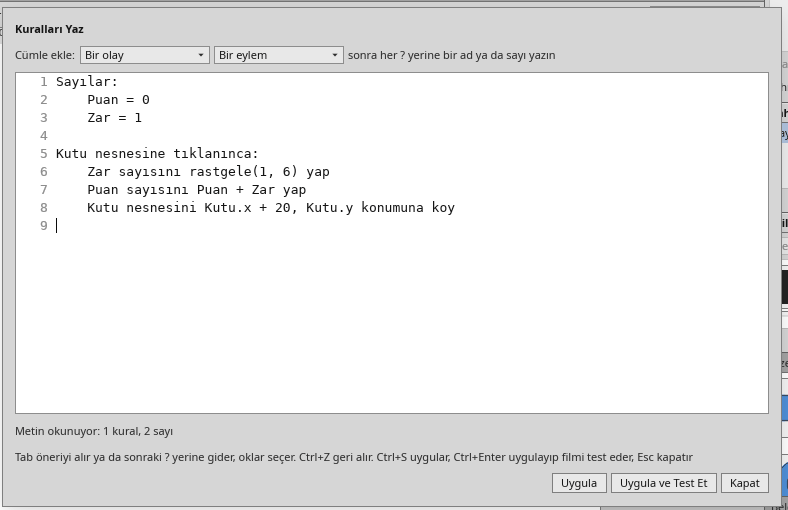 Kuralları Yaz
Cümle ekle: Bir olay Bir eylem sonra her ? yerine bir ad ya da sayı yazın
1 Sayılar:
2 Puan = 0
3 Zar = 1
4
5 Kutu nesnesine tıklanınca:
6 Zar sayısını rastgele(1, 6) yap
7 Puan sayısını Puan + Zar yap
8 Kutu nesnesini Kutu.x + 20, Kutu.y konumuna koy
9
Metin okunuyor: 1 kural, 2 sayı
Tab öneriyi alır ya da sonraki ? yerine gider, oklar seçer. Ctrl+Z geri alır. Ctrl+S uygular, Ctrl+Enter uygulayıp filmi test eder, Esc kapatır
Uygula Uygula ve Test Et Kapat